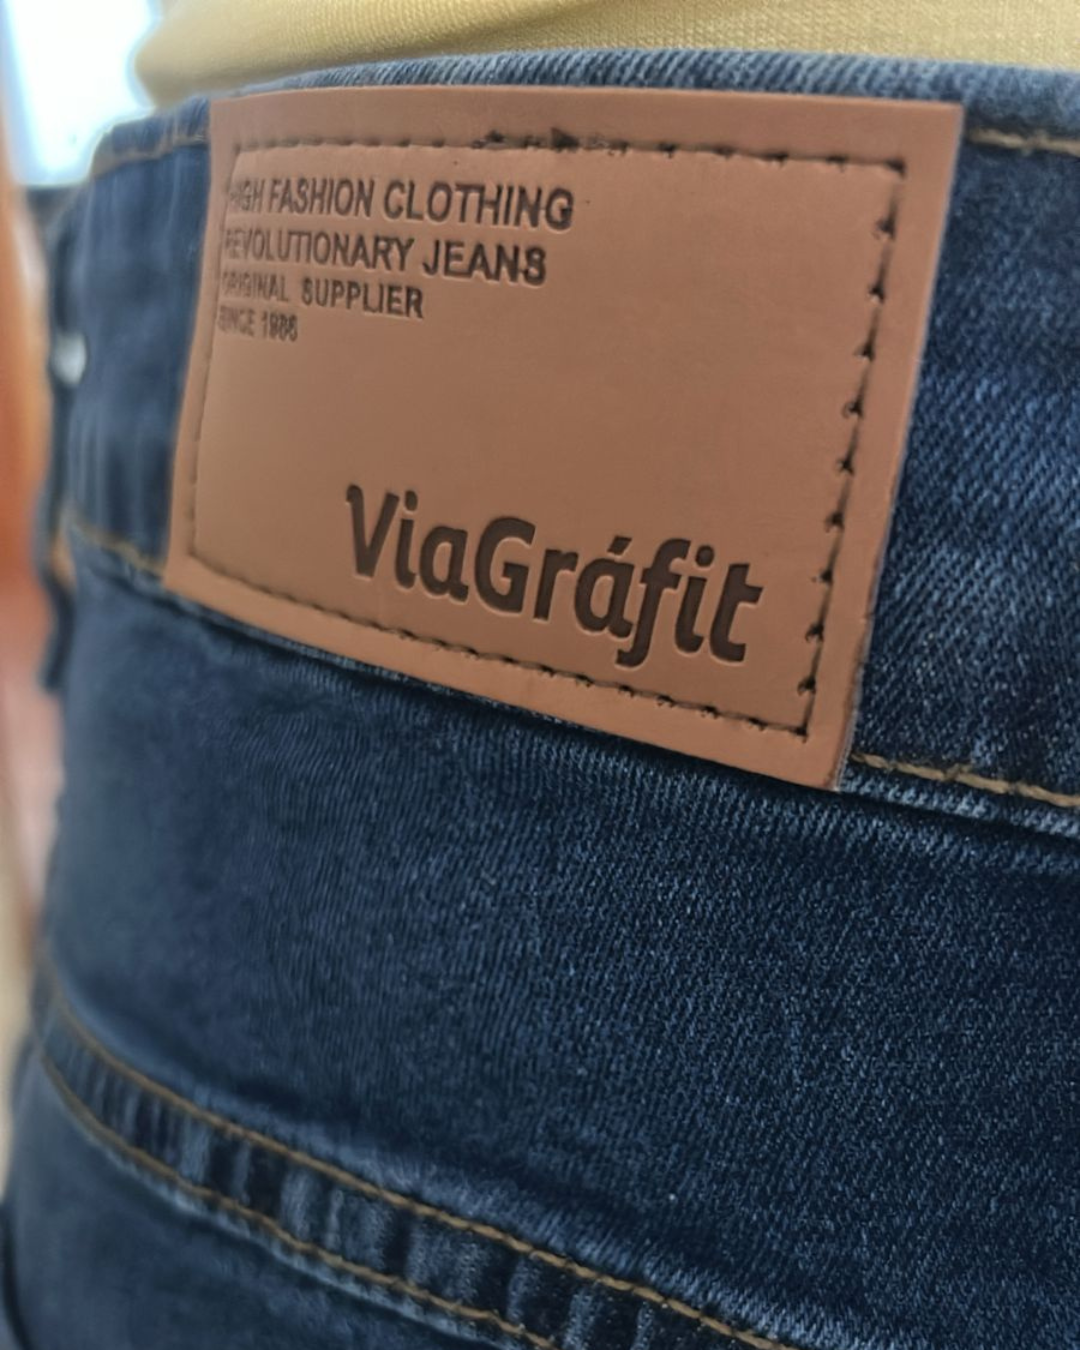 HIGH FASHION CLOTHING
REVOLUTIONARY JEANS
ORIGINAL SUPPLIER
SINCE 1986
ViaGráfit